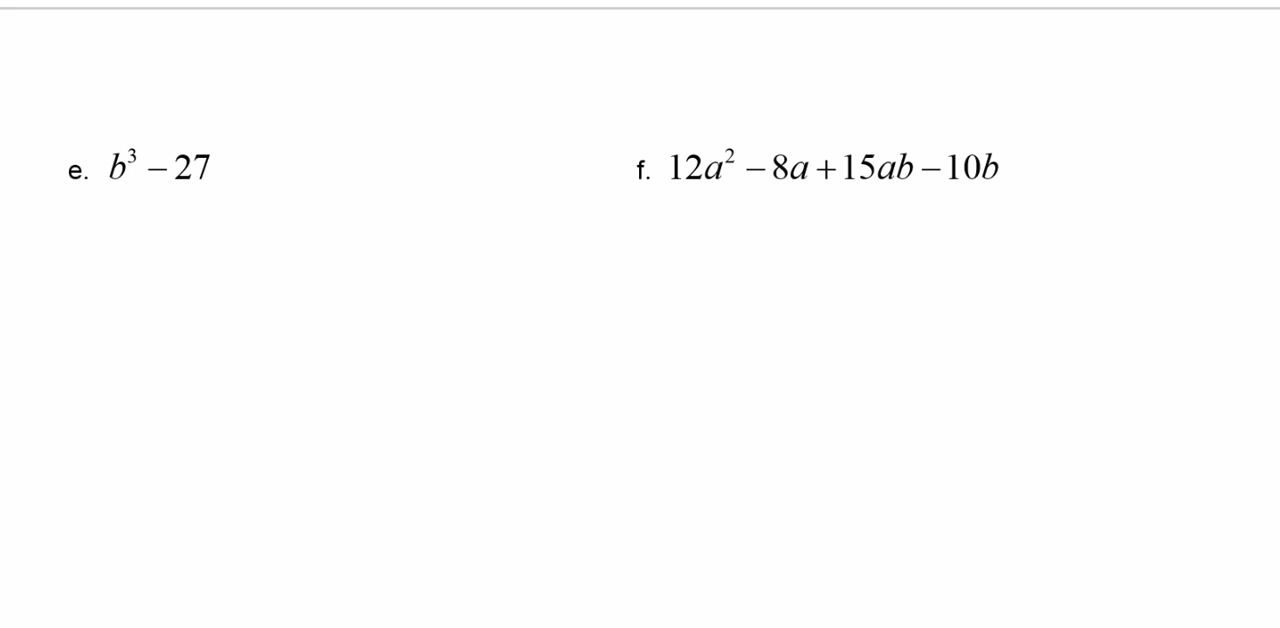 e. b³ – 27
f. 12a² – 8a + 15ab – 10b